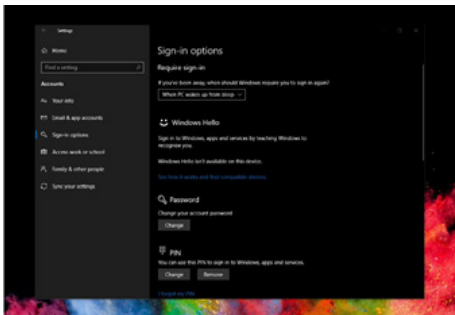 Settings
Home
Find a setting
Accounts
Your info
Email & app accounts
Sign-in options
Access work or school
Family & other people
Sync your settings
Sign-in options
Require sign-in
If you've been away, when should Windows require you to sign in again?
When PC wakes up from sleep
Windows Hello
Sign in to Windows, apps and services by teaching Windows to
recognize you.
Windows Hello isn't available on this device.
See how it works and find compatible devices.
Password
Change your account password
Change
PIN
You can use this PIN to sign in to Windows, apps and services.
Change Remove
I forgot my PIN